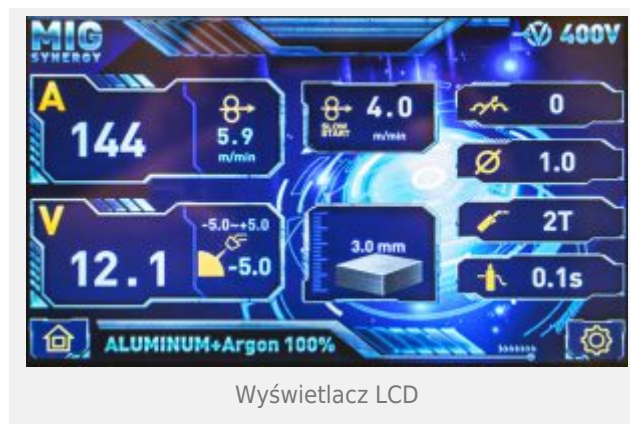 MIG
SYNERGY
400V
A
144
5.9
m/min
SLOW
START
4.0
m/min
0
1.0
V
12.1
-5.0~+5.0
-5.0
3.0 mm
2T
0.1s
ALUMINUM+Argon 100%
Wyświetlacz LCD